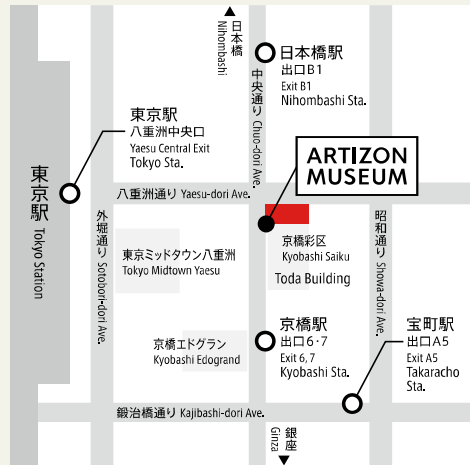 ▲
日本橋
Nihombashi
日本橋駅
出口B1
Exit B1
Nihombashi Sta.
中央通り Chuo-dori Ave.
東京駅
八重洲中央口
Yaesu Central Exit
Tokyo Sta.
ARTIZON
MUSEUM
東京駅 Tokyo Station
八重洲通り Yaesu-dori Ave.
外堀通り Sotobori-dori Ave.
昭和通り Showa-dori Ave.
東京ミッドタウン八重洲
Tokyo Midtown Yaesu
京橋彩区
Kyobashi Saiku
Toda Building
京橋エドグラン
Kyobashi Edogrand
京橋駅
出口6・7
Exit 6, 7
Kyobashi Sta.
宝町駅
出口A5
Exit A5
Takaracho
Sta.
鍛治橋通り Kajibashi-dori Ave.
銀座
Ginza
▼